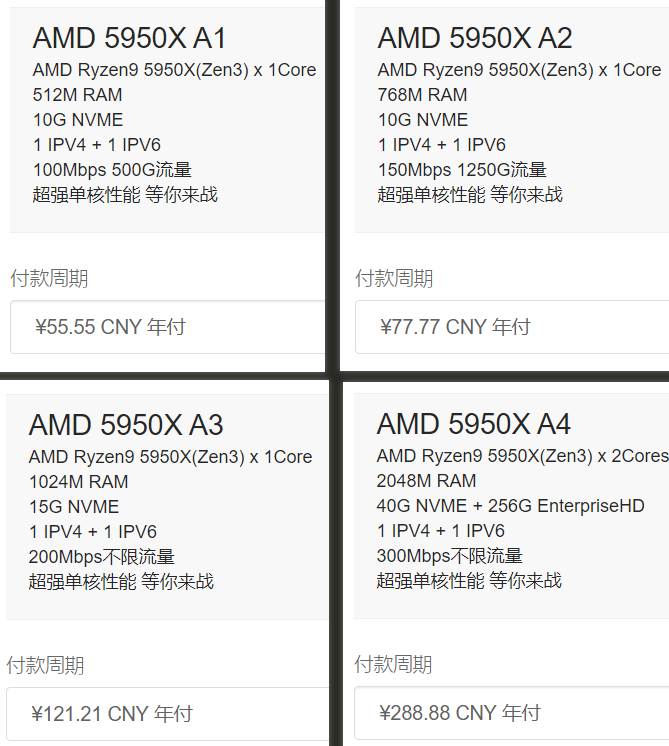 AMD 5950X A1
AMD Ryzen9 5950X(Zen3) x 1Core
512M RAM
10G NVME
1 IPV4 + 1 IPV6
100Mbps 500G流量
超强单核性能 等你来战
付款周期
¥55.55 CNY 年付
AMD 5950X A2
AMD Ryzen9 5950X(Zen3) x 1Core
768M RAM
10G NVME
1 IPV4 + 1 IPV6
150Mbps 1250G流量
超强单核性能 等你来战
付款周期
¥77.77 CNY 年付
AMD 5950X A3
AMD Ryzen9 5950X(Zen3) x 1Core
1024M RAM
15G NVME
1 IPV4 + 1 IPV6
200Mbps不限流量
超强单核性能 等你来战
付款周期
¥121.21 CNY 年付
AMD 5950X A4
AMD Ryzen9 5950X(Zen3) x 2Cores
2048M RAM
40G NVME + 256G EnterpriseHD
1 IPV4 + 1 IPV6
300Mbps不限流量
超强单核性能 等你来战
付款周期
¥288.88 CNY 年付